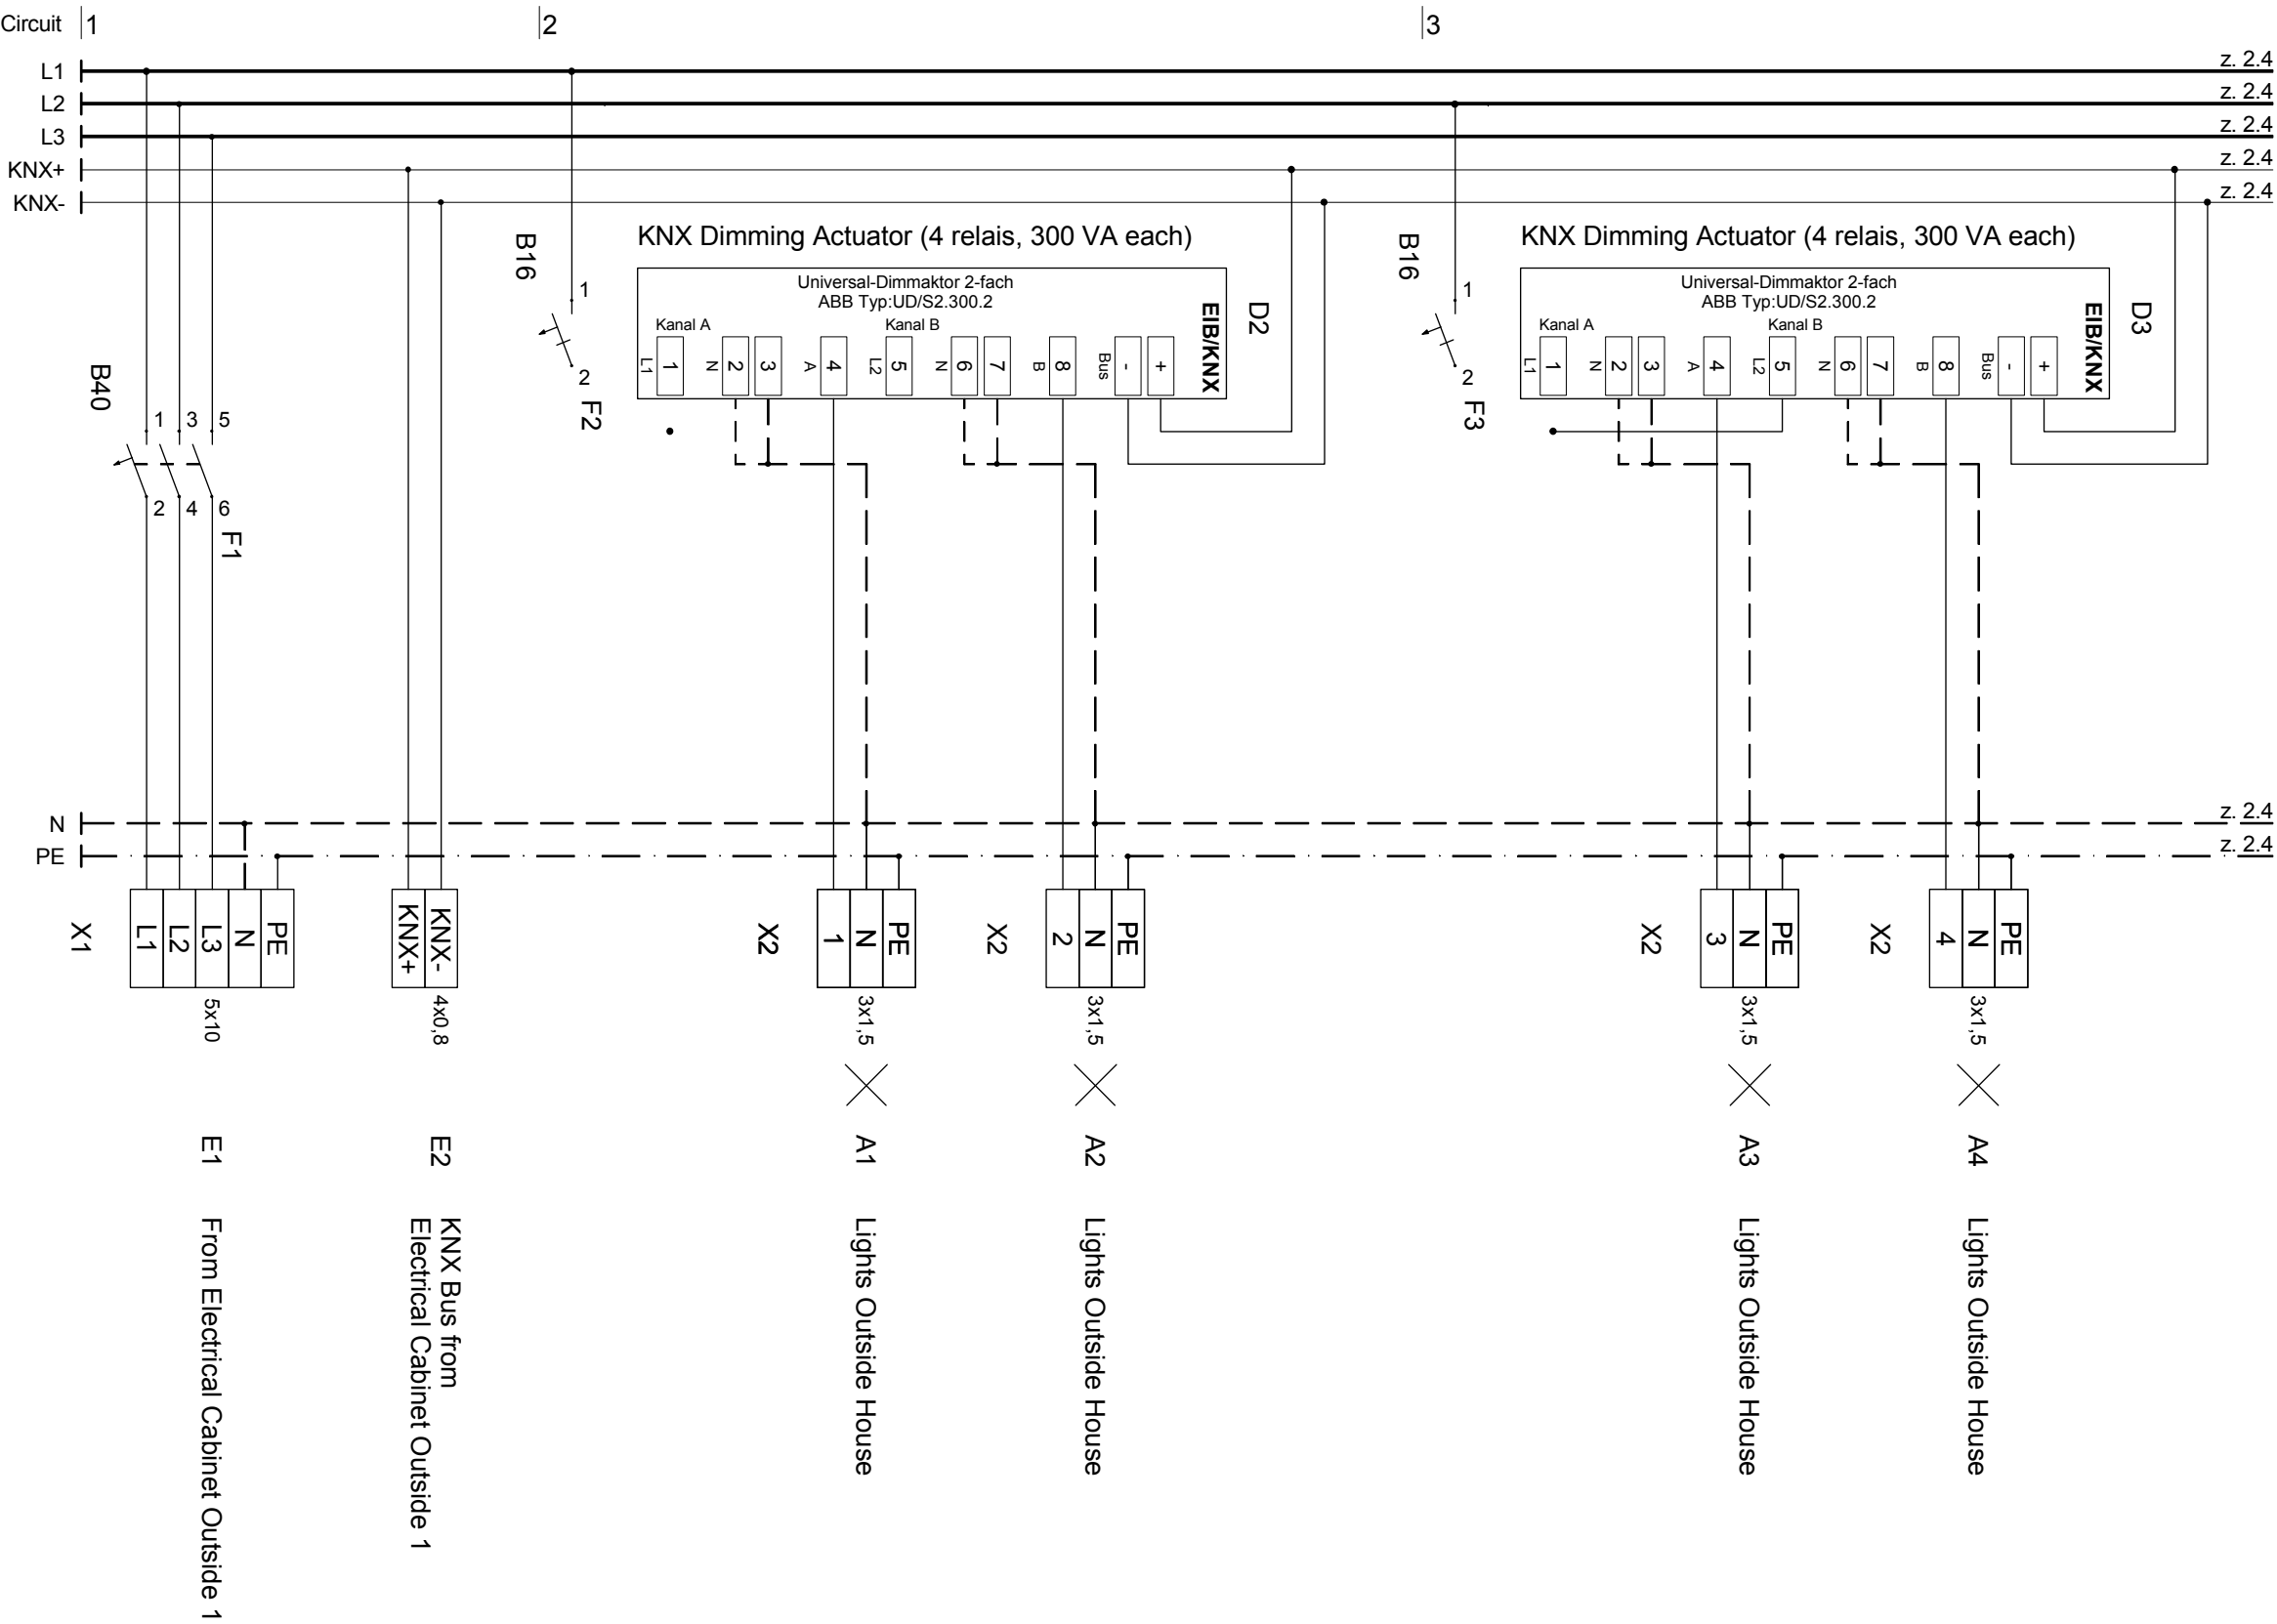 Circuit 1 2 3
L1 z. 2.4
L2 z. 2.4
L3 z. 2.4
KNX+ z. 2.4
KNX- z. 2.4
B40
1 3 5
2 4 6
F1
B16
1
2
F2
KNX Dimming Actuator (4 relais, 300 VA each)
Universal-Dimmaktor 2-fach
ABB Typ:UD/S2.300.2
Kanal A Kanal B
L1 1 N 2 3 A 4 L2 5 N 6 7 B 8 Bus - +
EIB/KNX
D2
B16
1
2
F3
KNX Dimming Actuator (4 relais, 300 VA each)
Universal-Dimmaktor 2-fach
ABB Typ:UD/S2.300.2
Kanal A Kanal B
L1 1 N 2 3 A 4 L2 5 N 6 7 B 8 Bus - +
EIB/KNX
D3
N z. 2.4
PE z. 2.4
X1 L1 L2 L3 N PE
5x10
E1
From Electrical Cabinet Outside 1
KNX+ KNX-
4x0,8
E2
KNX Bus from
Electrical Cabinet Outside 1
X2 1 N PE
3x1,5
A1
Lights Outside House
X2 2 N PE
3x1,5
A2
Lights Outside House
X2 3 N PE
3x1,5
A3
Lights Outside House
X2 4 N PE
3x1,5
A4
Lights Outside House